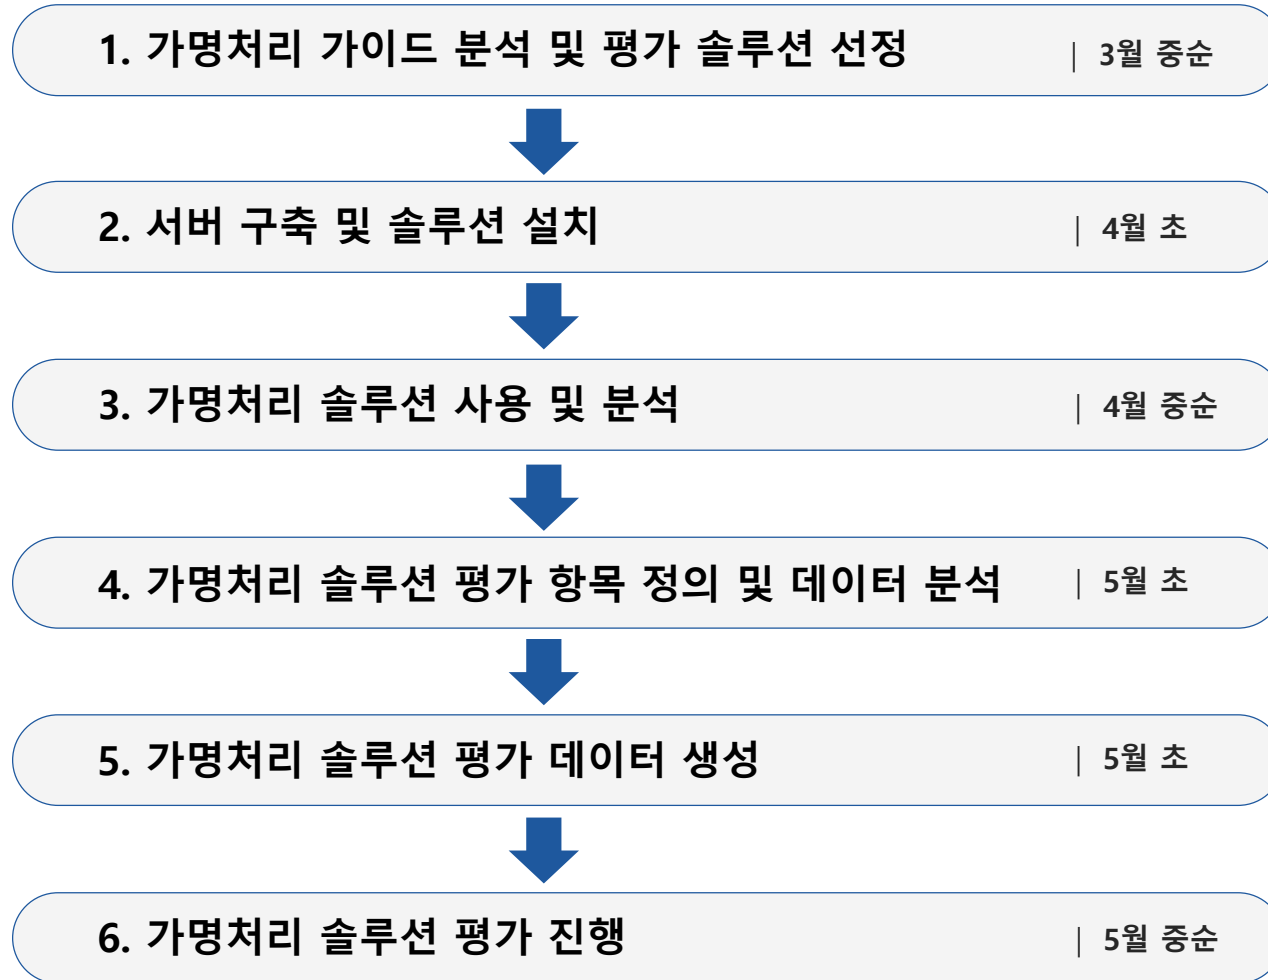 1. 가명처리 가이드 분석 및 평가 솔루션 선정 | 3월 중순
2. 서버 구축 및 솔루션 설치 | 4월 초
3. 가명처리 솔루션 사용 및 분석 | 4월 중순
4. 가명처리 솔루션 평가 항목 정의 및 데이터 분석 | 5월 초
5. 가명처리 솔루션 평가 데이터 생성 | 5월 초
6. 가명처리 솔루션 평가 진행 | 5월 중순